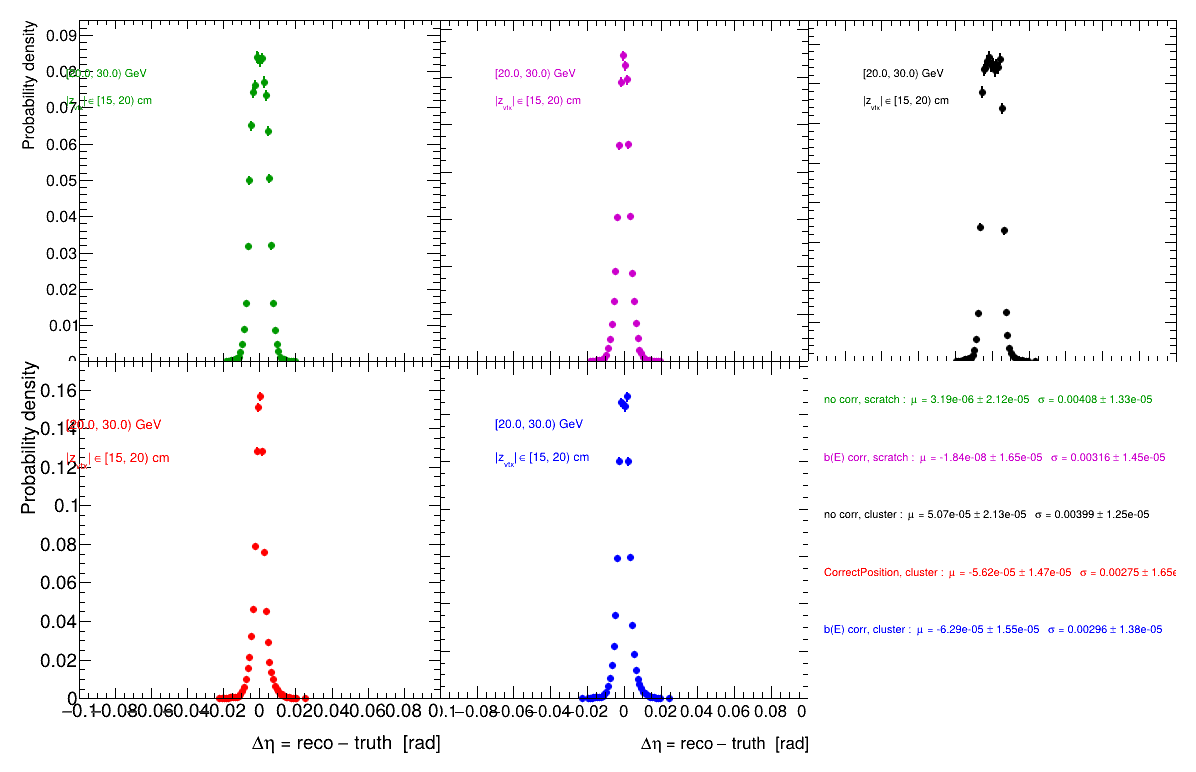 Probability density
0.09
0.08
0.07
0.06
0.05
0.04
0.03
0.02
0.01
0
[20.0, 30.0) GeV
|z_vtx| ∈ [15, 20) cm
[20.0, 30.0) GeV
|z_vtx| ∈ [15, 20) cm
[20.0, 30.0) GeV
|z_vtx| ∈ [15, 20) cm
Probability density
0.16
0.14
0.12
0.1
0.08
0.06
0.04
0.02
0
[20.0, 30.0) GeV
|z_vtx| ∈ [15, 20) cm
[20.0, 30.0) GeV
|z_vtx| ∈ [15, 20) cm
no corr, scratch : μ = 3.19e-06 ± 2.12e-05 σ = 0.00408 ± 1.33e-05
b(E) corr, scratch : μ = -1.84e-08 ± 1.65e-05 σ = 0.00316 ± 1.45e-05
no corr, cluster : μ = 5.07e-05 ± 2.13e-05 σ = 0.00399 ± 1.25e-05
CorrectPosition, cluster : μ = -5.62e-05 ± 1.47e-05 σ = 0.00275 ± 1.65e
b(E) corr, cluster : μ = -6.29e-05 ± 1.55e-05 σ = 0.00296 ± 1.38e-05
−0.1 −0.08 −0.06 −0.04 −0.02 0 0.02 0.04 0.06 0.08 0.1
−0.08 −0.06 −0.04 −0.02 0 0.02 0.04 0.06 0.08 0
Δη = reco − truth [rad]
Δη = reco − truth [rad]